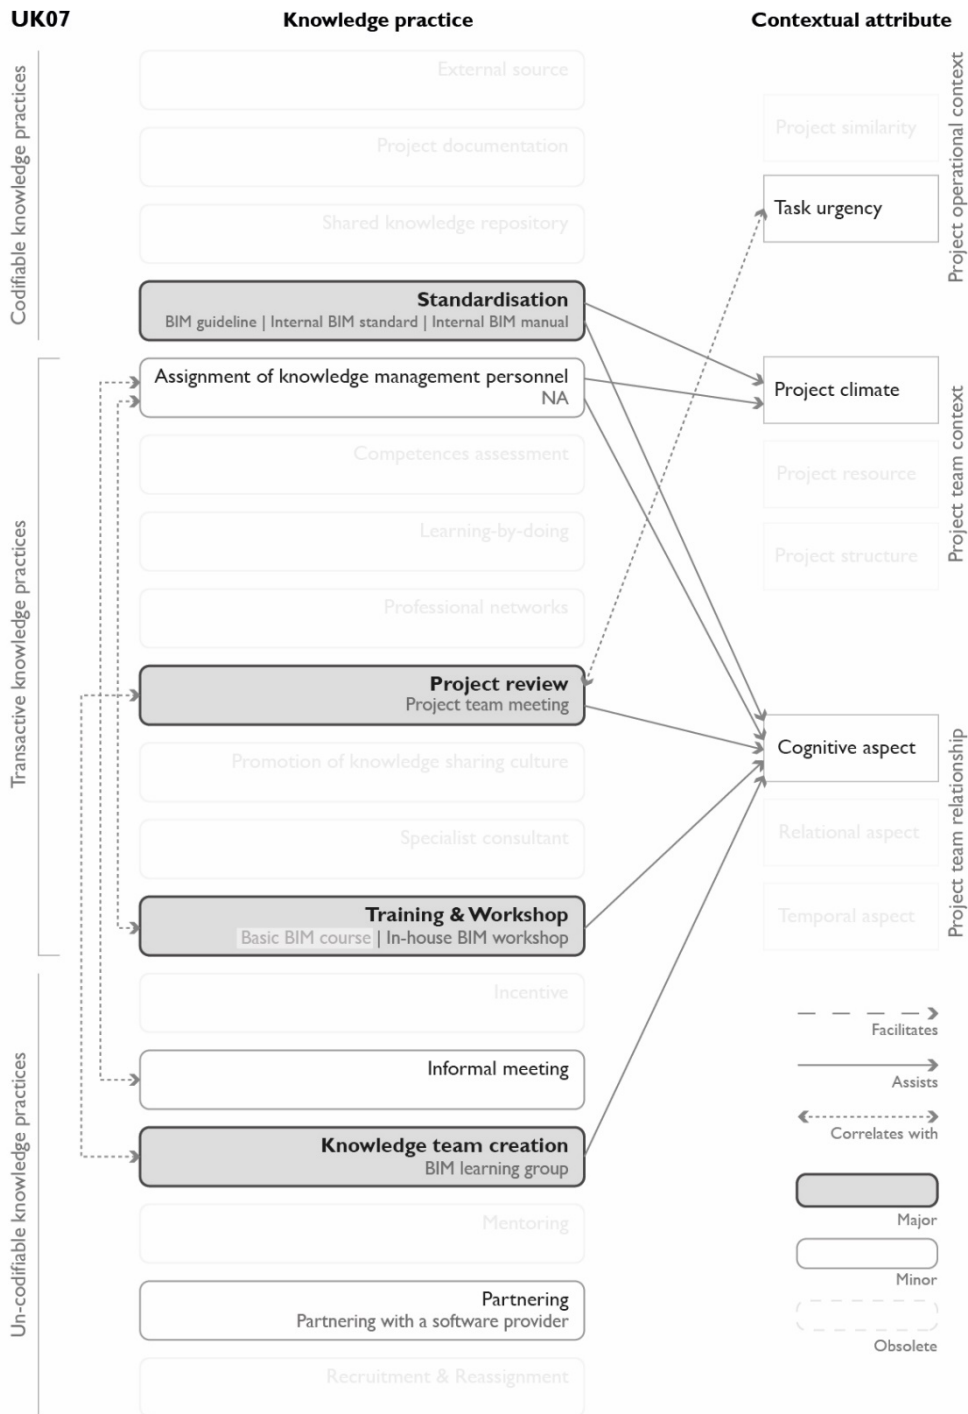 UK07
Knowledge practice
Contextual attribute
Codifiable knowledge practices
External source
Project documentation
Shared knowledge repository
Standardisation
BIM guideline | Internal BIM standard | Internal BIM manual
Transactive knowledge practices
Assignment of knowledge management personnel
NA
Competences assessment
Learning-by-doing
Professional networks
Project review
Project team meeting
Promotion of knowledge sharing culture
Specialist consultant
Training & Workshop
Basic BIM course | In-house BIM workshop
Un-codifiable knowledge practices
Incentive
Informal meeting
Knowledge team creation
BIM learning group
Mentoring
Partnering
Partnering with a software provider
Recruitment & Reassignment
Project operational context
Project similarity
Task urgency
Project team context
Project climate
Project resource
Project structure
Project team relationship
Cognitive aspect
Relational aspect
Temporal aspect
Facilitates
Assists
Correlates with
Major
Minor
Obsolete